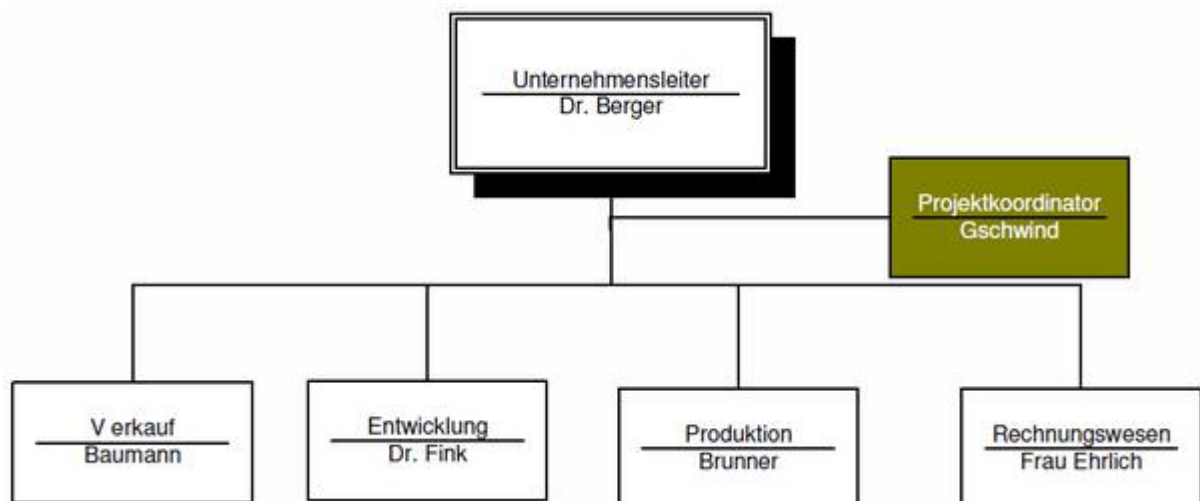 Unternehmensleiter
Dr. Berger
Projektkoordinator
Gschwind
V erkauf
Baumann
Entwicklung
Dr. Fink
Produktion
Brunner
Rechnungswesen
Frau Ehrlich